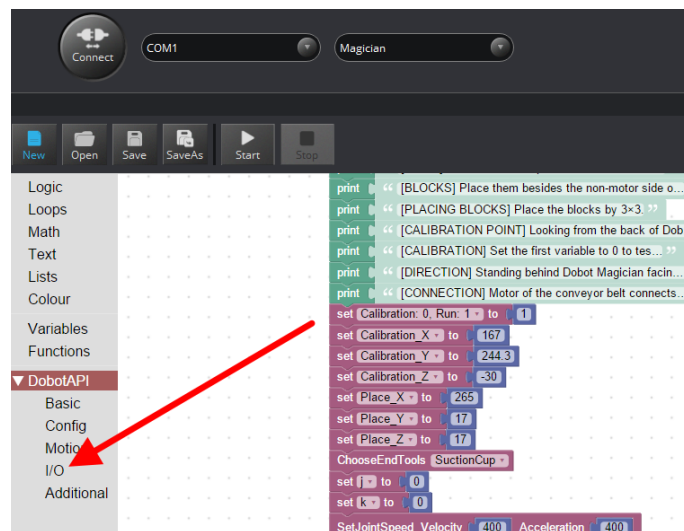 Connect
COM1
Magician
New Open Save SaveAs Start Stop
Logic
Loops
Math
Text
Lists
Colour
Variables
Functions
▼ DobotAPI
Basic
Config
Motion
I/O
Additional
print “ [BLOCKS] Place them besides the non-motor side o...
print “ [PLACING BLOCKS] Place the blocks by 3×3. ”
print “ [CALIBRATION POINT] Looking from the back of Dob
print “ [CALIBRATION] Set the first variable to 0 to tes... ”
print “ [DIRECTION] Standing behind Dobot Magician facin...
print “ [CONNECTION] Motor of the conveyor belt connects...
set Calibration: 0, Run: 1 to 1
set Calibration_X to 167
set Calibration_Y to 244.3
set Calibration_Z to -30
set Place_X to 265
set Place_Y to 17
set Place_Z to 17
ChooseEndTools SuctionCup
set j to 0
set k to 0
SetJointSpeed Velocity 400 Acceleration 400